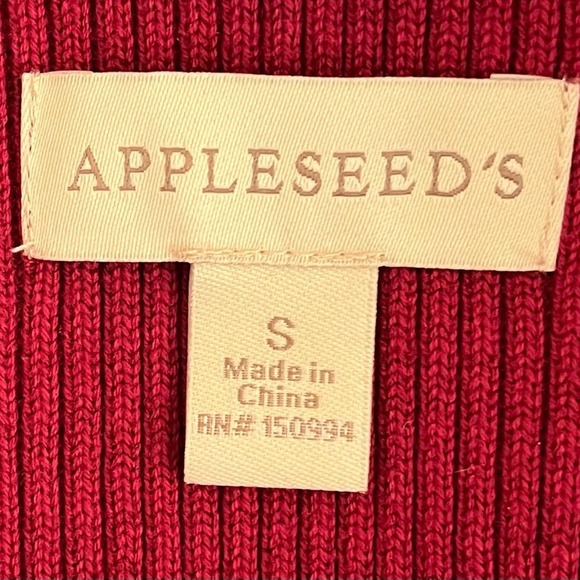 APPLESEED'S
S
Made in
China
RN# 150994